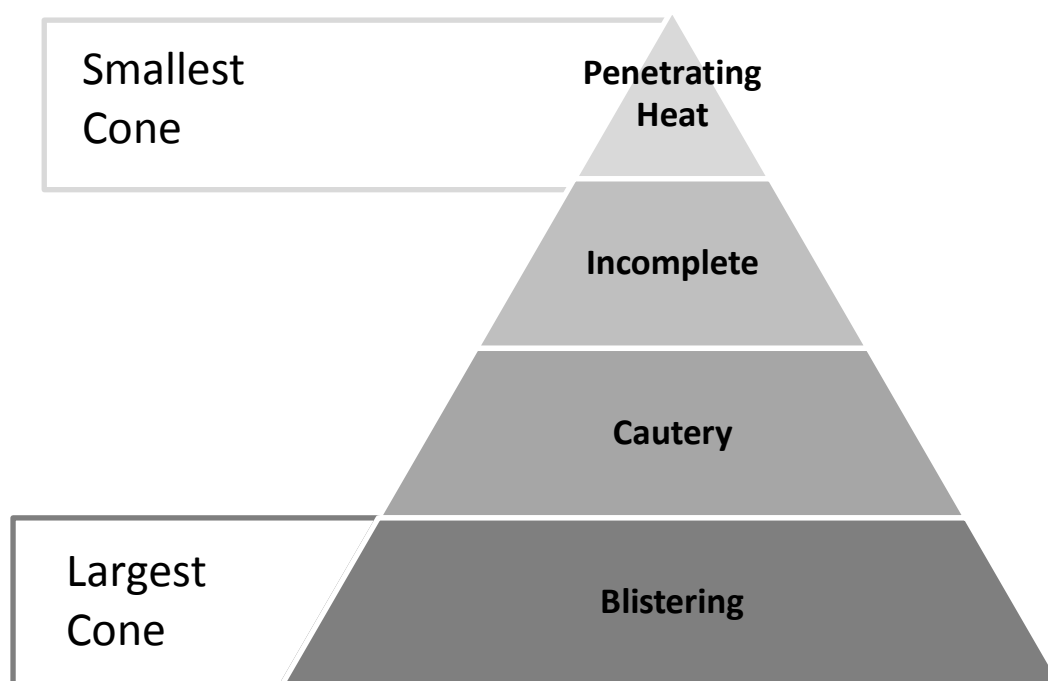 Smallest
Cone
Penetrating
Heat
Incomplete
Cautery
Largest
Cone
Blistering